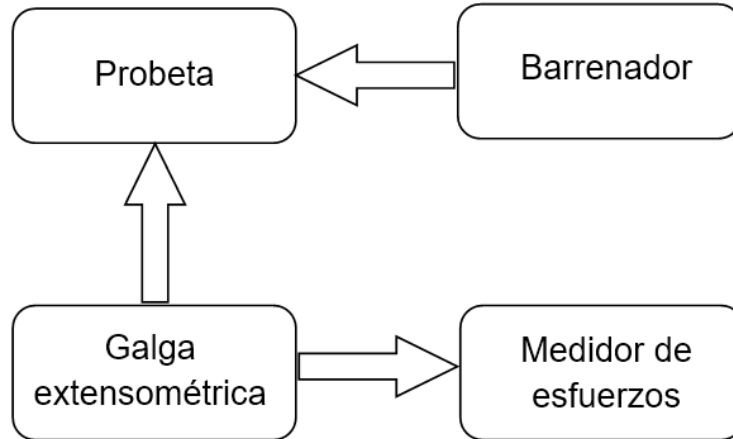 Probeta
Barrenador
Galga
extensométrica
Medidor de
esfuerzos